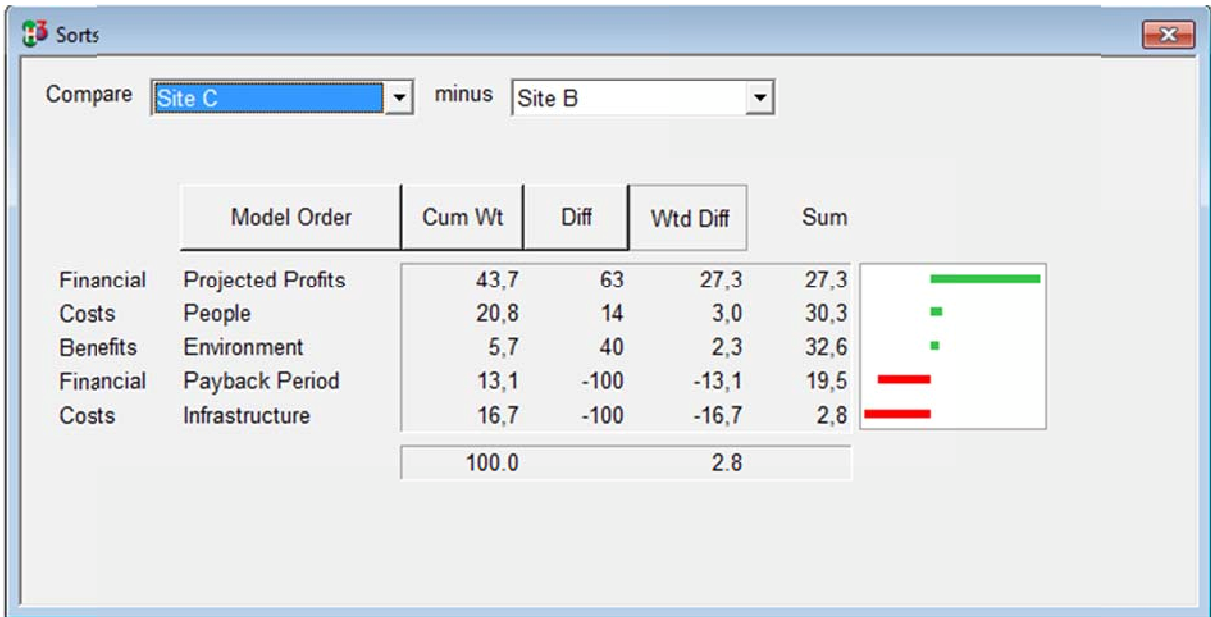 Sorts
Compare Site C minus Site B
Model Order Cum Wt Diff Wtd Diff Sum
Financial Projected Profits 43,7 63 27,3 27,3
Costs People 20,8 14 3,0 30,3
Benefits Environment 5,7 40 2,3 32,6
Financial Payback Period 13,1 -100 -13,1 19,5
Costs Infrastructure 16,7 -100 -16,7 2,8
100.0 2.8